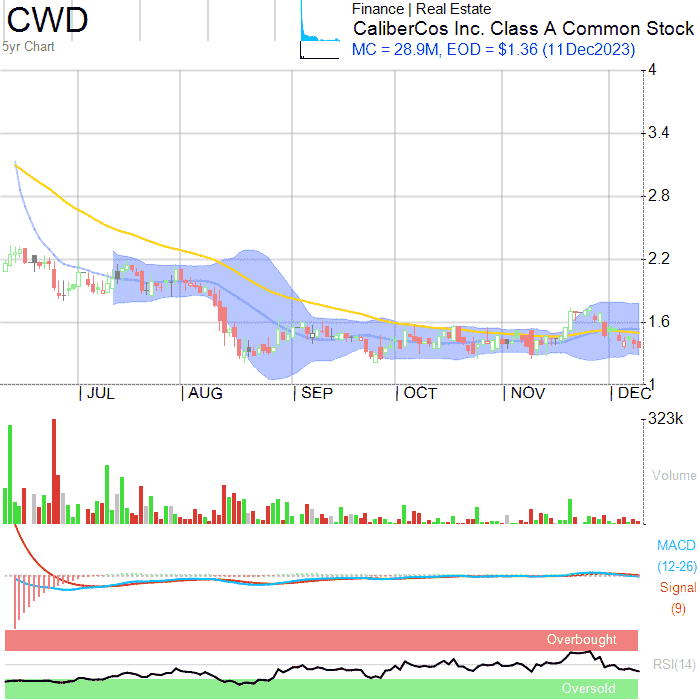 CWD
5yr Chart
Finance | Real Estate
CaliberCos Inc. Class A Common Stock
MC = 28.9M, EOD = $1.36 (11Dec2023)
4
3.4
2.8
2.2
1.6
1
JUL
AUG
SEP
OCT
NOV
DEC
323k
Volume
MACD
(12-26)
Signal
(9)
Overbought
RSI(14)
Oversold